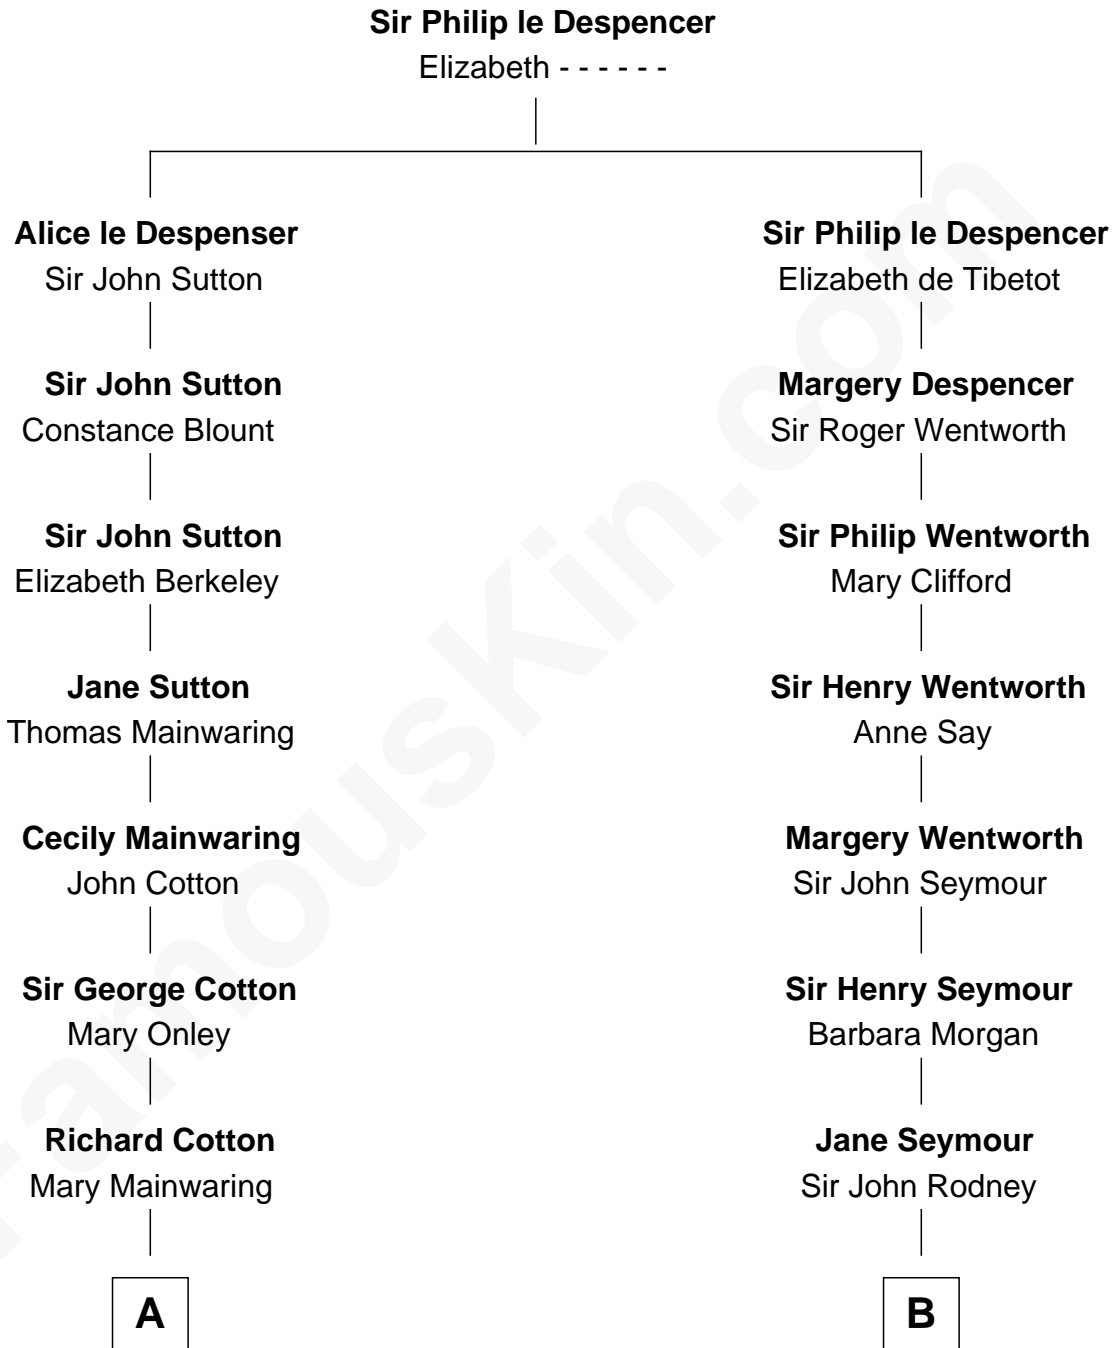 Sir Philip le Despencer
Elizabeth - - - - - -
Alice le Despenser
Sir John Sutton
Sir Philip le Despencer
Elizabeth de Tibetot
Sir John Sutton
Constance Blount
Margery Despencer
Sir Roger Wentworth
Sir John Sutton
Elizabeth Berkeley
Sir Philip Wentworth
Mary Clifford
Jane Sutton
Thomas Mainwaring
Sir Henry Wentworth
Anne Say
Cecily Mainwaring
John Cotton
Margery Wentworth
Sir John Seymour
Sir George Cotton
Mary Onley
Sir Henry Seymour
Barbara Morgan
Richard Cotton
Mary Mainwaring
Jane Seymour
Sir John Rodney
A
B
FamousKin.com